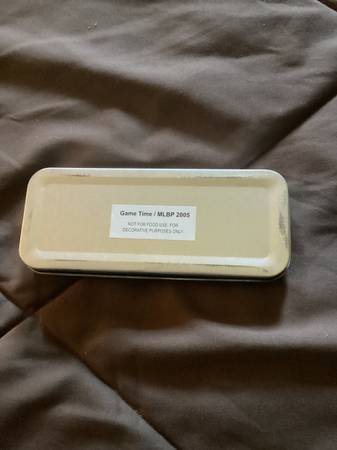 Game Time / MLBP 2005
NOT FOR FOOD USE. FOR
DECORATIVE PURPOSES ONLY.